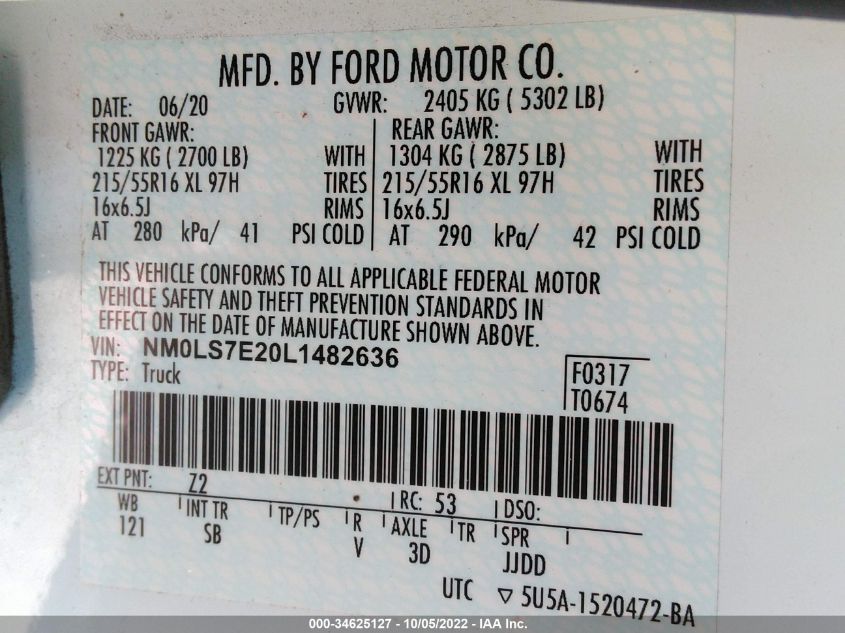 MFD. BY FORD MOTOR CO.
DATE: 06/20 GVWR: 2405 KG ( 5302 LB)
FRONT GAWR: REAR GAWR:
1225 KG ( 2700 LB) WITH 1304 KG ( 2875 LB) WITH
215/55R16 XL 97H TIRES 215/55R16 XL 97H TIRES
16x6.5J RIMS 16x6.5J RIMS
AT 280 kPa/ 41 PSI COLD AT 290 kPa/ 42 PSI COLD
THIS VEHICLE CONFORMS TO ALL APPLICABLE FEDERAL MOTOR
VEHICLE SAFETY AND THEFT PREVENTION STANDARDS IN
EFFECT ON THE DATE OF MANUFACTURE SHOWN ABOVE.
VIN: NM0LS7E20L1482636
TYPE: Truck
F0317
T0674
EXT PNT: Z2 RC: 53 DSO:
WB INT TR TP/PS R AXLE TR SPR
121 SB V 3D JJDD
UTC ▽ 5U5A-1520472-BA
000-34625127 - 10/05/2022 - IAA Inc.